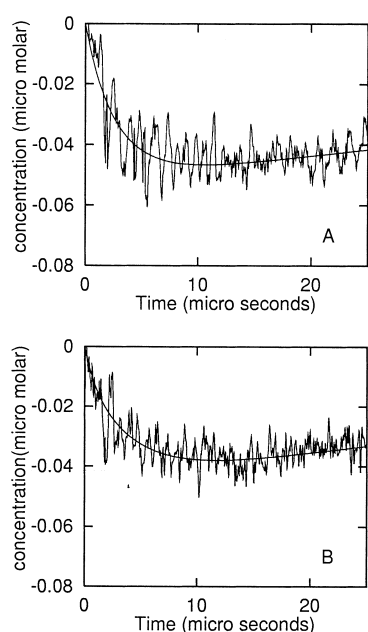 concentration (micro molar)
0
-0.02
-0.04
-0.06
-0.08
A
0 10 20
Time (micro seconds)
concentration(micro molar)
0
-0.02
-0.04
-0.06
-0.08
B
0 10 20
Time (micro seconds)